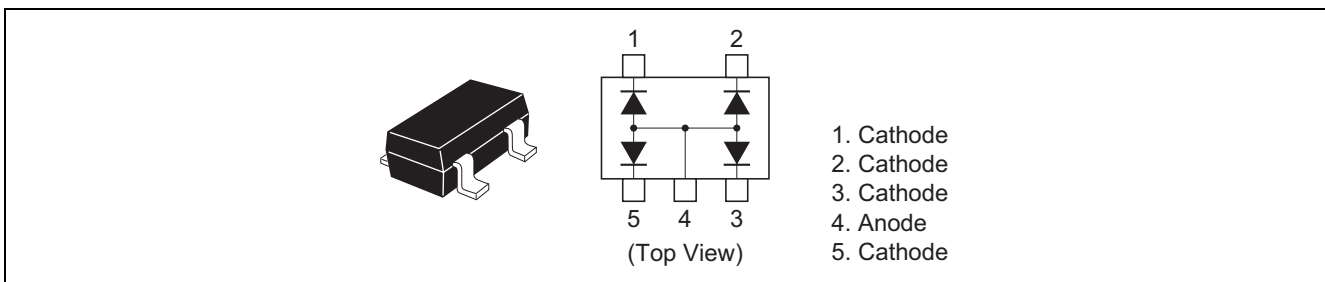 1 2
5 4 3
(Top View)
1. Cathode
2. Cathode
3. Cathode
4. Anode
5. Cathode